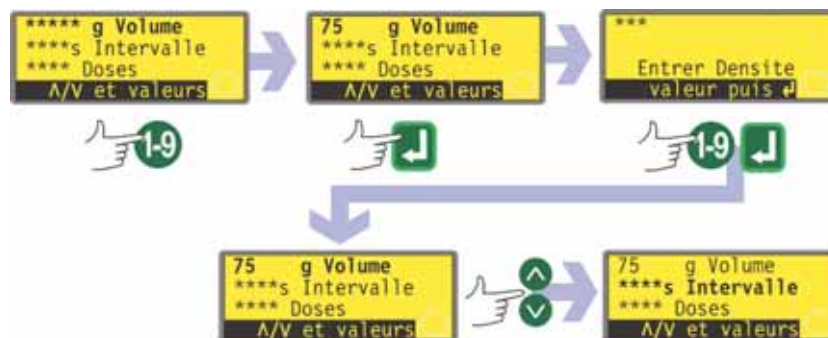 ***** g Volume
****s Intervalle
**** Doses
Λ/V et valeurs
75 g Volume
****s Intervalle
**** Doses
Λ/V et valeurs
***
Entrer Densite
valeur puis ↲
1-9
1-9
75 g Volume
****s Intervalle
**** Doses
Λ/V et valeurs
75 g Volume
****s Intervalle
**** Doses
Λ/V et valeurs